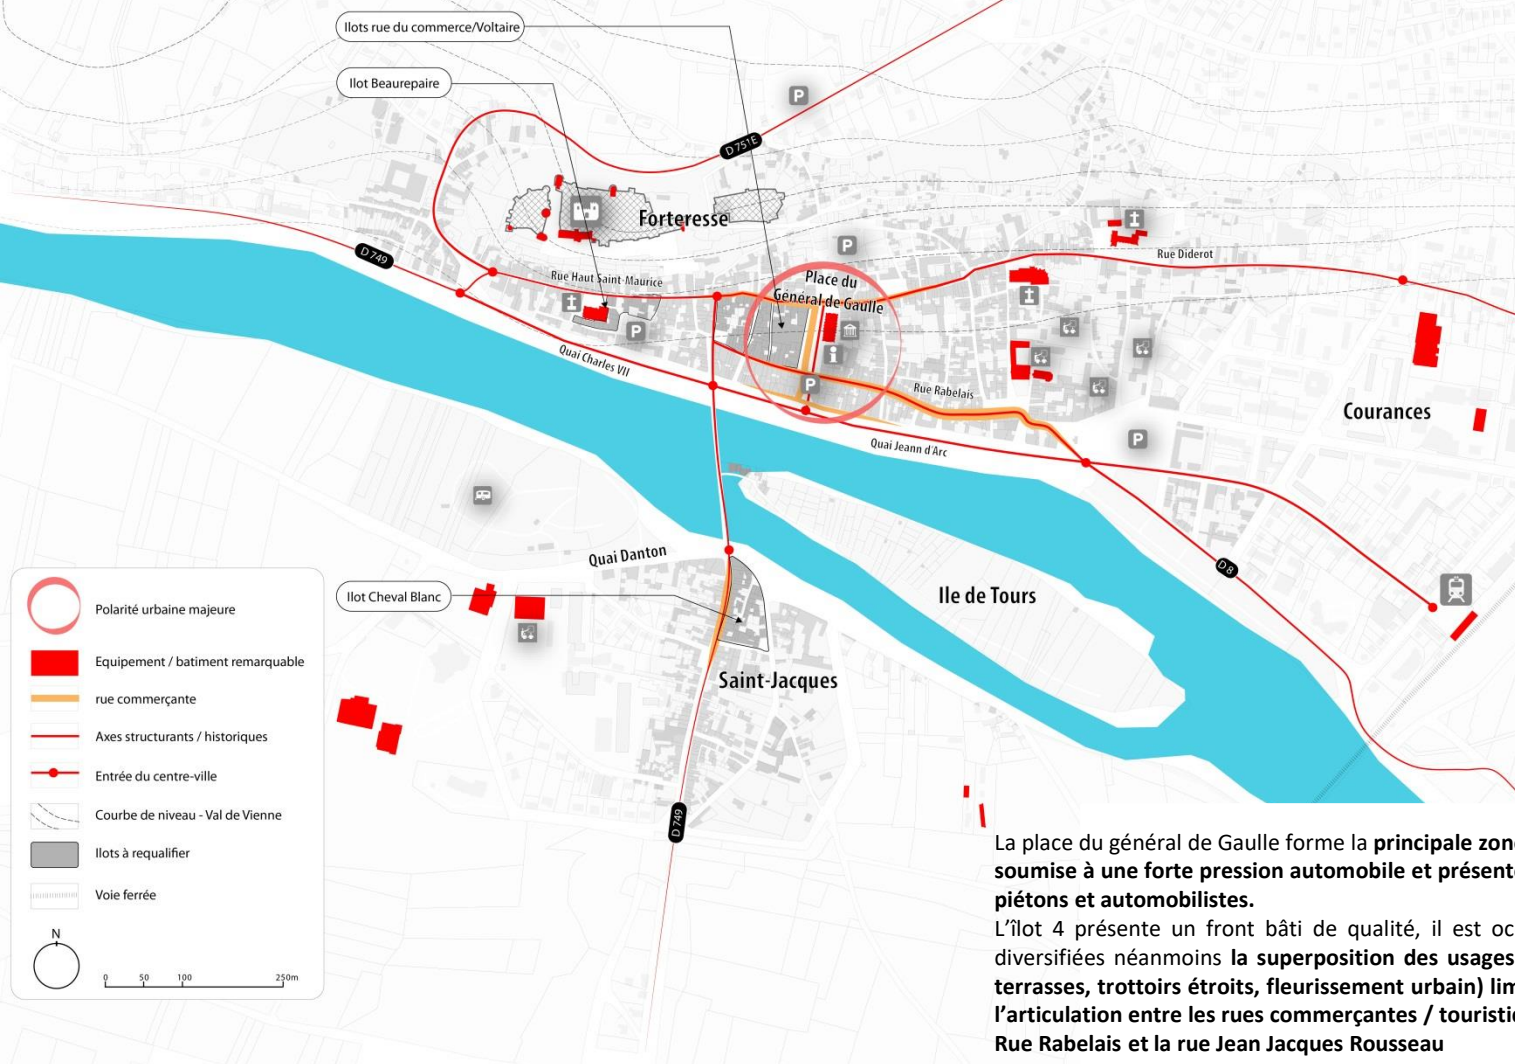 Ilots rue du commerce/Voltaire
Ilot Beaurepaire
P
D 751E
Forteresse
D 749
Rue Haut Saint-Maurice
P
Place du
Général de Gaulle
Rue Diderot
P
Quai Charles VII
i
P
Rue Rabelais
Courances
Quai Jeann d'Arc
P
Quai Danton
Ilot Cheval Blanc
Ile de Tours
D 8
Saint-Jacques
D 749
Polarité urbaine majeure
Equipement / batiment remarquable
rue commerçante
Axes structurants / historiques
Entrée du centre-ville
Courbe de niveau - Val de Vienne
Ilots à requalifier
Voie ferrée
N
0 50 100 250m
La place du général de Gaulle forme la principale zone
soumise à une forte pression automobile et présente
piétons et automobilistes.
L'îlot 4 présente un front bâti de qualité, il est oc
diversifiées néanmoins la superposition des usages
terrasses, trottoirs étroits, fleurissement urbain) lim
l'articulation entre les rues commerçantes / touristi
Rue Rabelais et la rue Jean Jacques Rousseau